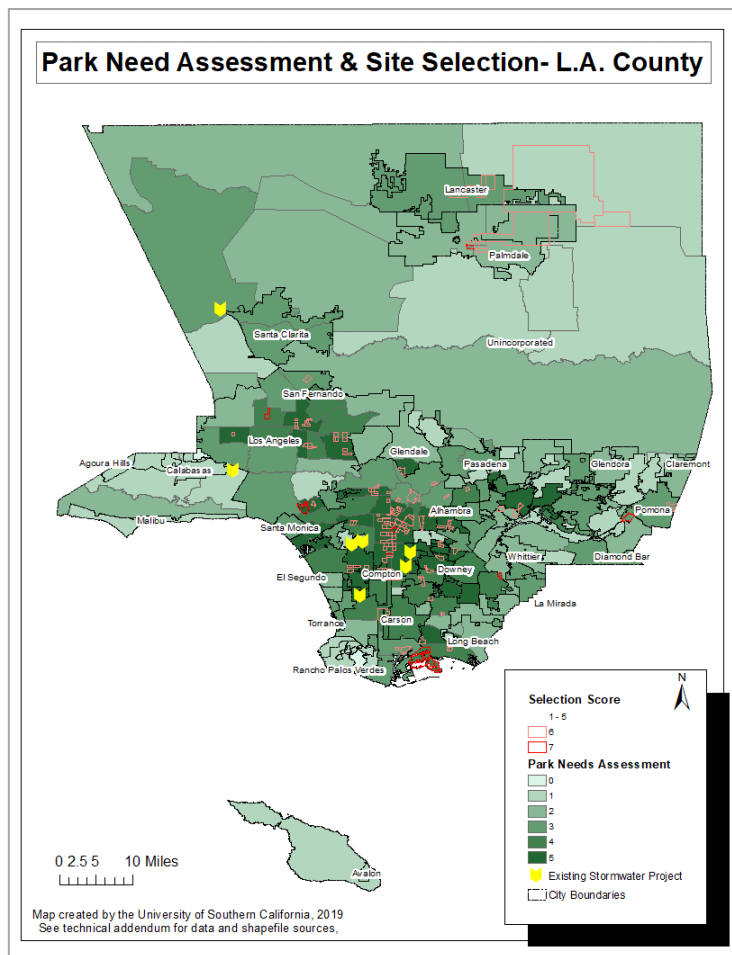 Park Need Assessment & Site Selection- L.A. County
Lancaster
Palmdale
Santa Clarita
Unincorporated
San Fernando
Los Angeles
Glendale
Agoura Hills
Calabasas
Pasadena
Glendora
Claremont
Malibu
Santa Monica
Alhambra
Pomona
Whittier
Diamond Bar
El Segundo
Compton
Downey
La Mirada
Torrance
Carson
Long Beach
Rancho Palos Verdes
Avalon
N
Selection Score
1 - 5
6
7
Park Needs Assessment
0
1
2
3
4
5
Existing Stormwater Project
City Boundaries
0 2.5 5 10 Miles
Map created by the University of Southern California, 2019
See technical addendum for data and shapefile sources,